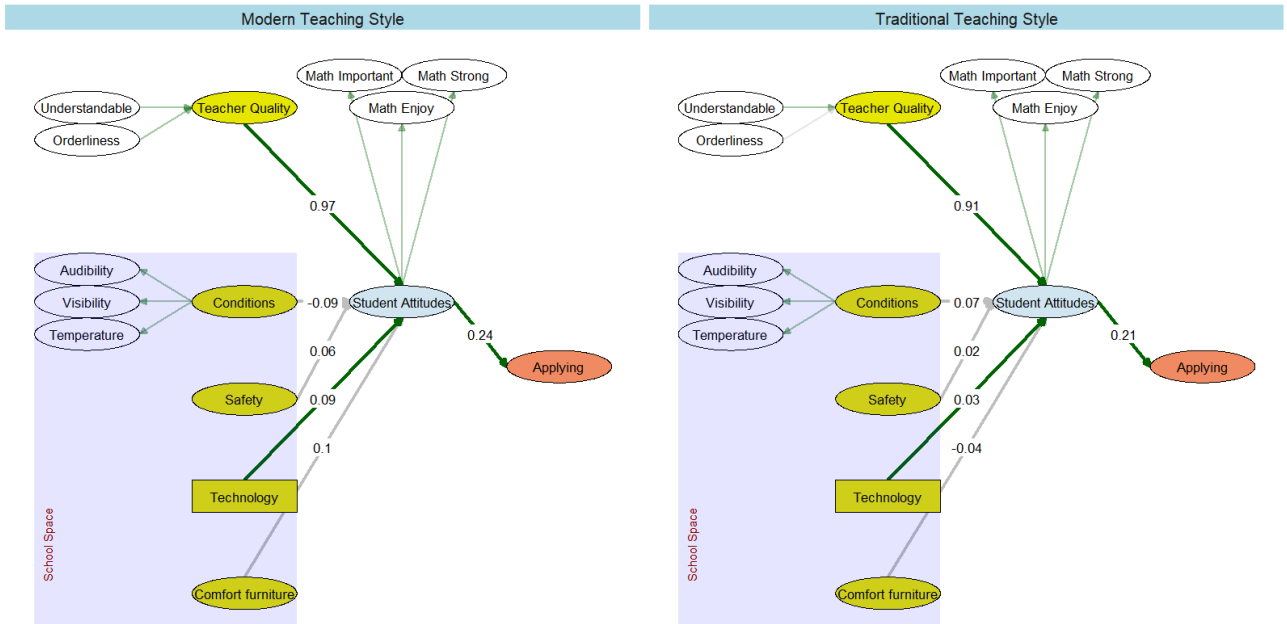 Modern Teaching Style
Math Important
Math Strong
Understandable
Teacher Quality
Math Enjoy
Orderliness
0.97
Audibility
Visibility
Conditions
-0.09
Student Attitudes
Temperature
0.24
0.06
Applying
Safety
0.09
0.1
Technology
School Space
Comfort furniture
Traditional Teaching Style
Math Important
Math Strong
Understandable
Teacher Quality
Math Enjoy
Orderliness
0.91
Audibility
Visibility
Conditions
0.07
Student Attitudes
Temperature
0.21
0.02
Applying
Safety
0.03
-0.04
Technology
School Space
Comfort furniture